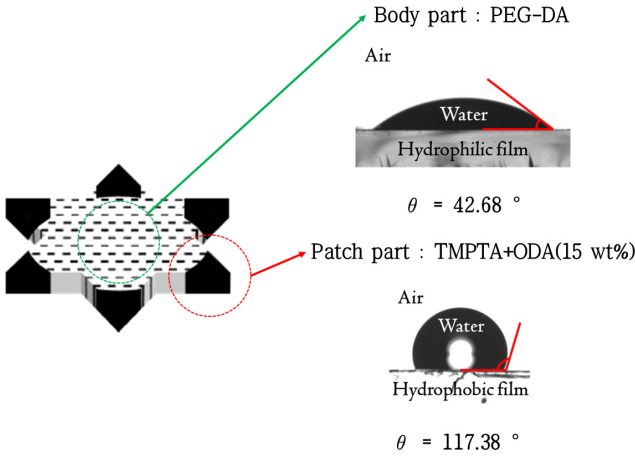 Body part : PEG-DA
Air
Water
Hydrophilic film
θ = 42.68 °
Patch part : TMPTA+ODA(15 wt%)
Air
Water
Hydrophobic film
θ = 117.38 °